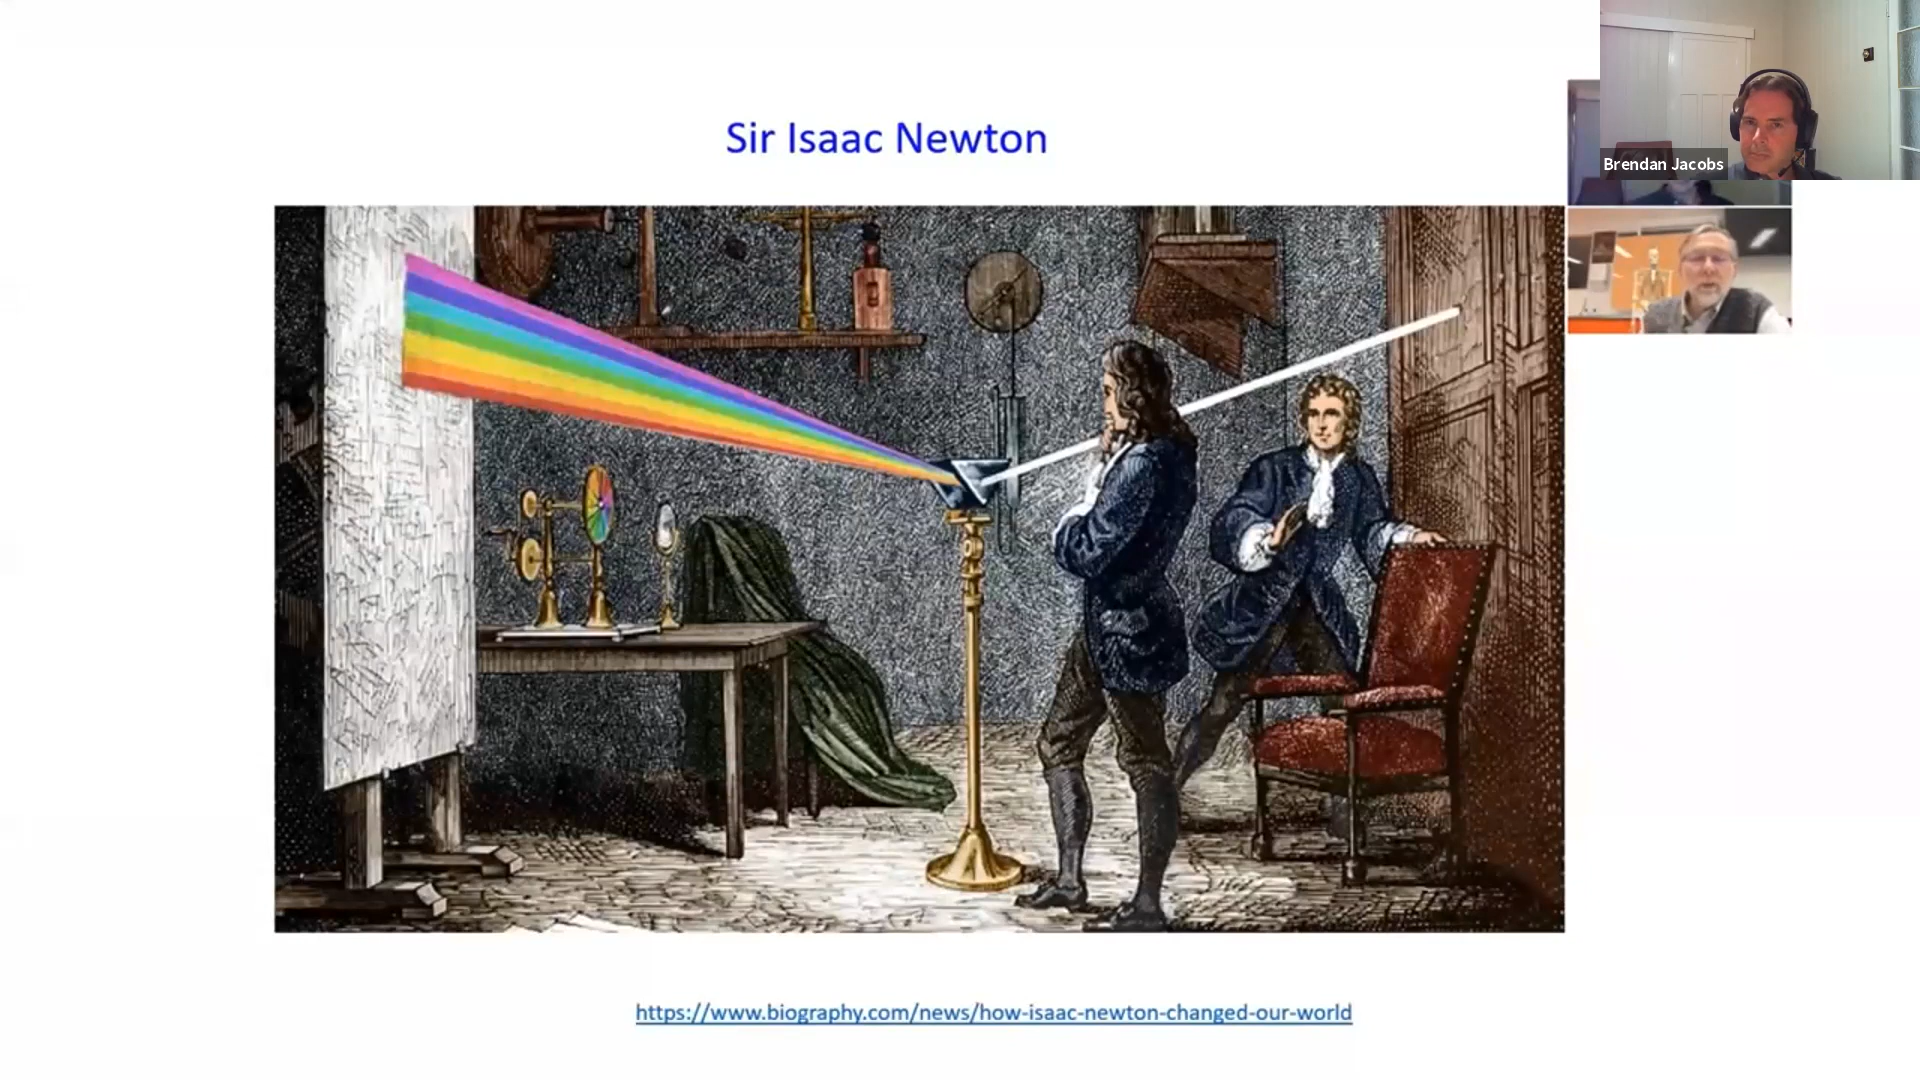 Sir Isaac Newton
Brendan Jacobs
https://www.biography.com/news/how-isaac-newton-changed-our-world